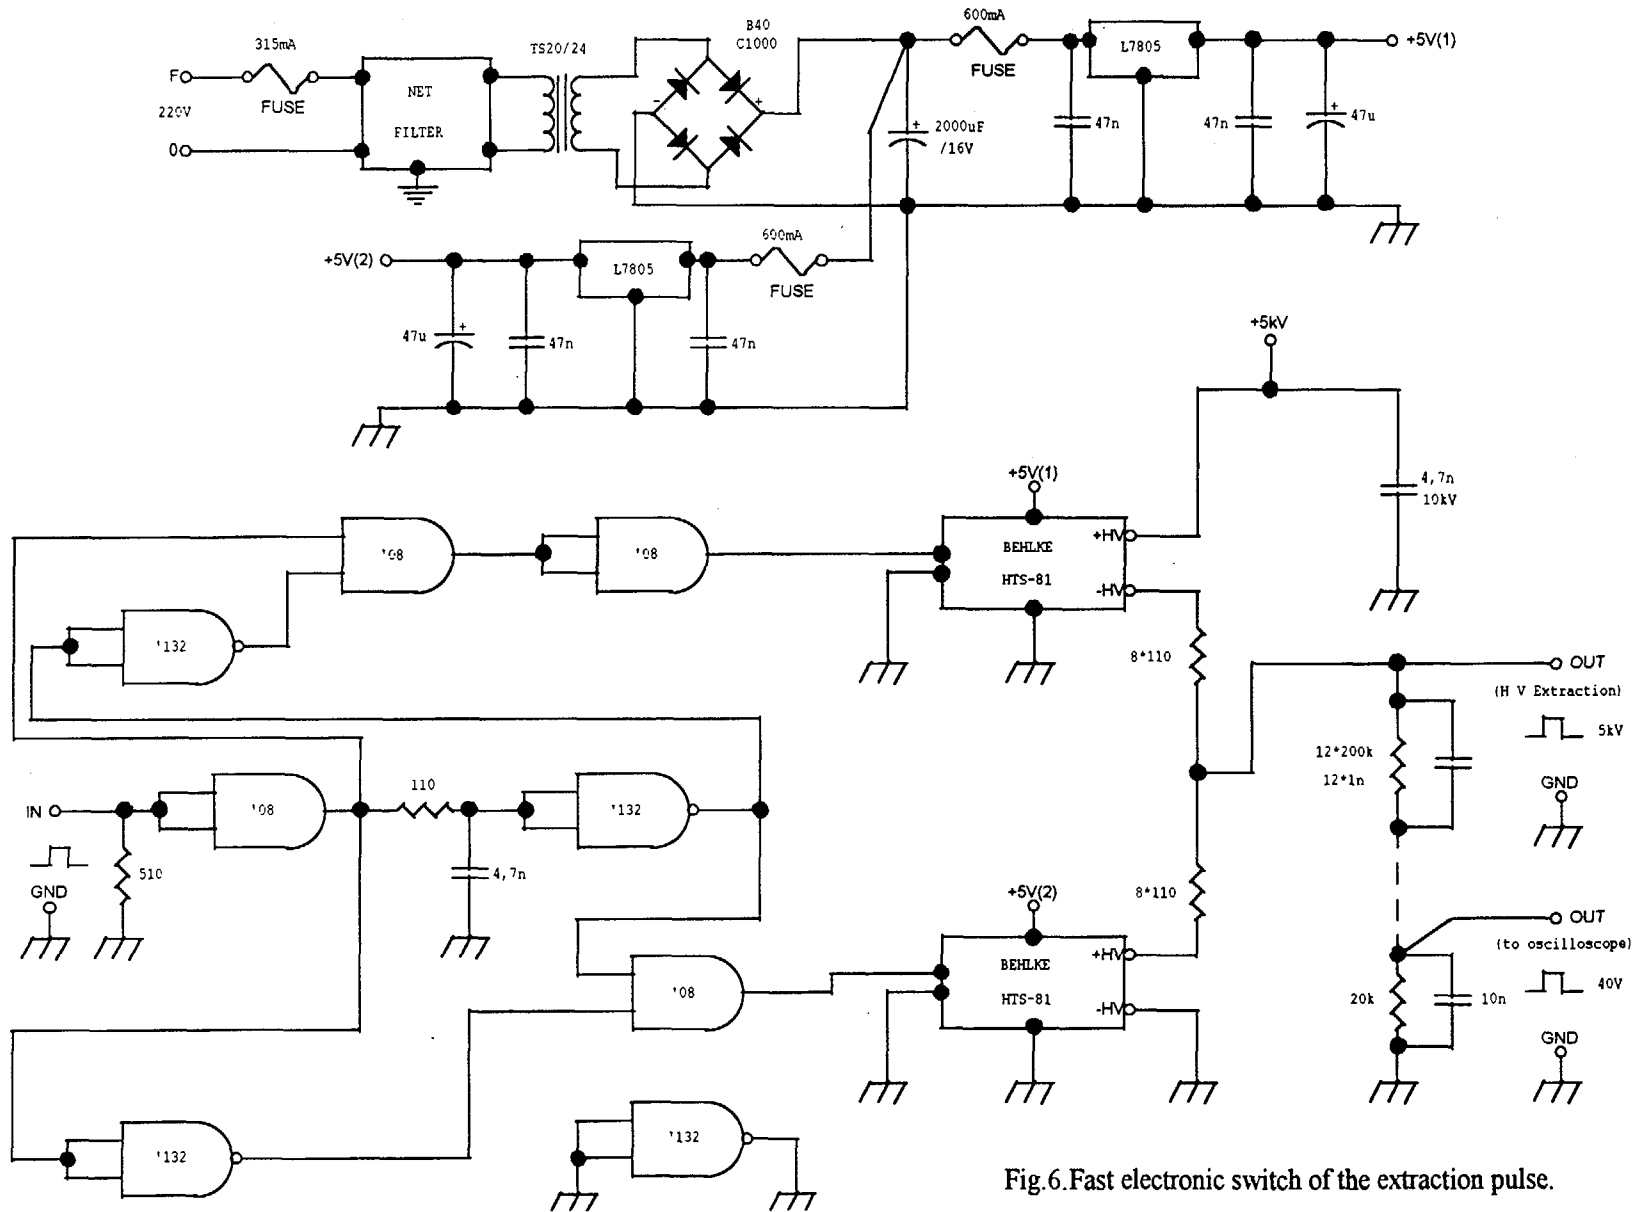 315mA
F
FUSE
220V
0
NET
FILTER
TS20/24
B40
C1000
-
+
+
2000uF
/16V
600mA
FUSE
47n
L7805
47n
+
47u
+5V(1)
+5V(2)
47u
+
47n
L7805
47n
600mA
FUSE
+5kV
4,7n
10kV
'08
'08
+5V(1)
BEHLKE
HTS-81
+HV
-HV
'132
8*110
OUT
(H V Extraction)
5kV
12*200k
12*1n
GND
IN
'08
510
GND
110
4,7n
'132
8*110
+5V(2)
BEHLKE
HTS-81
+HV
-HV
'08
OUT
(to oscilloscope)
40V
20k
10n
GND
'132
'132
Fig.6.Fast electronic switch of the extraction pulse.